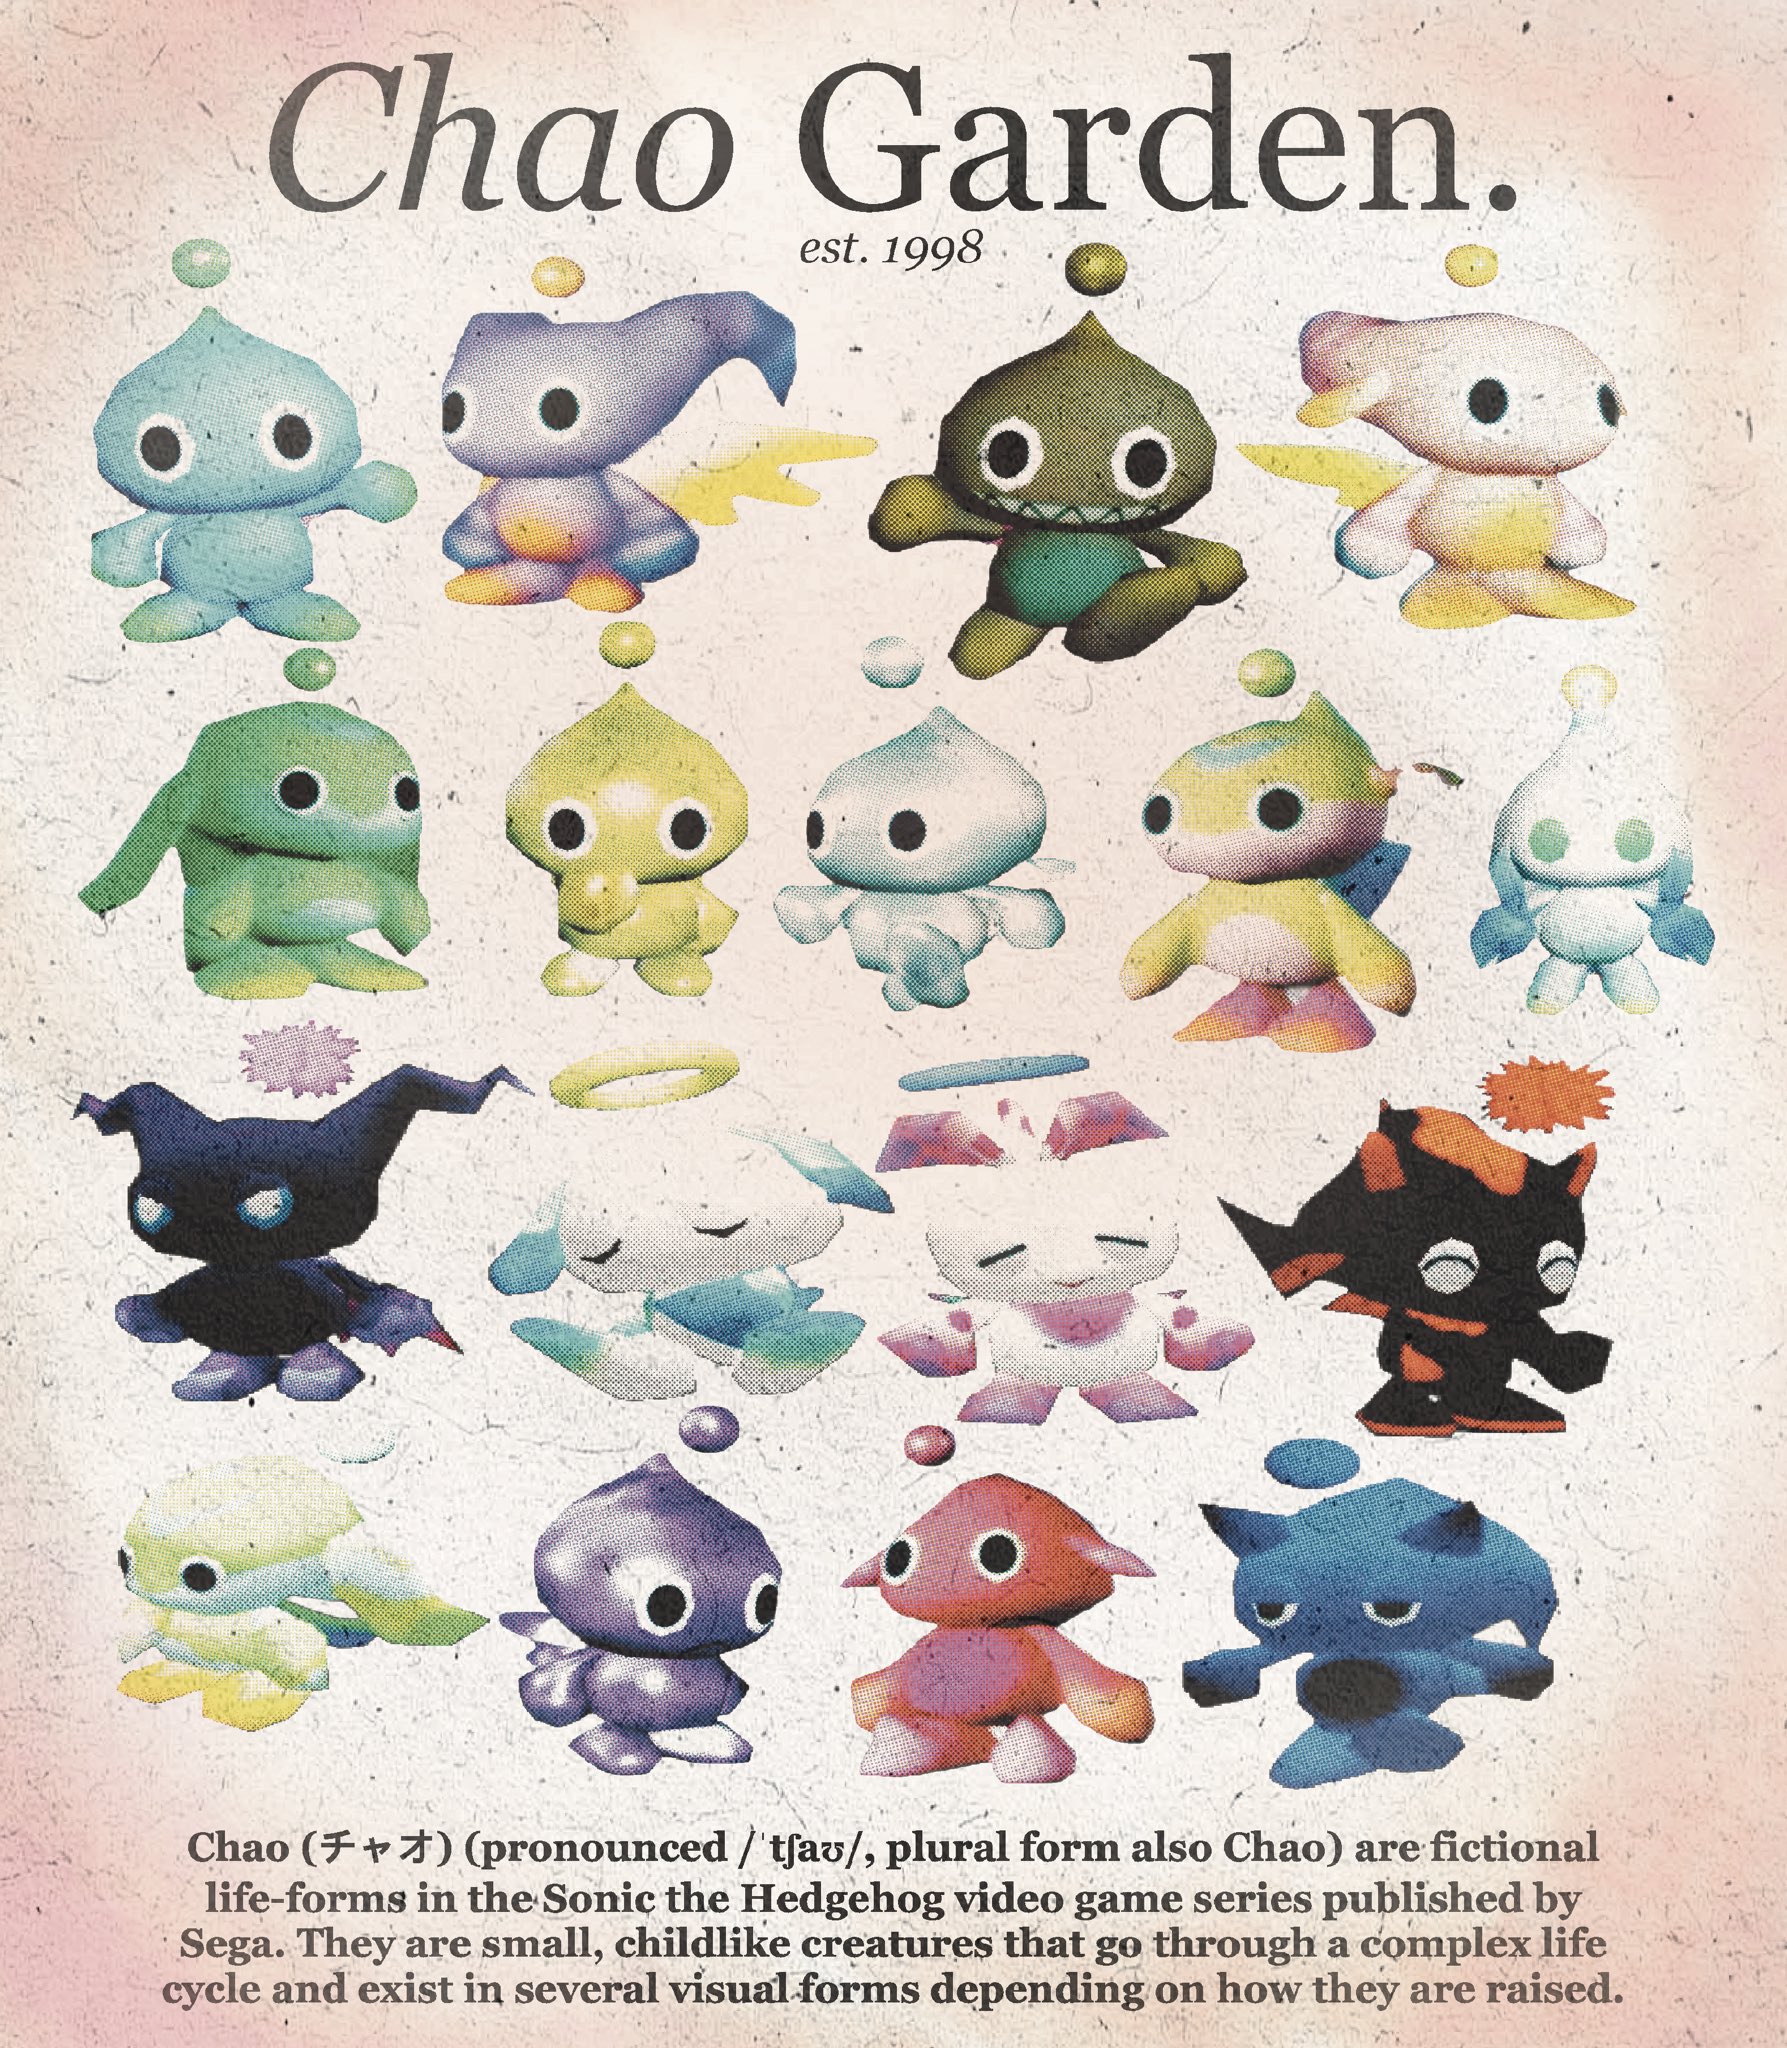 Chao Garden.
est. 1998
Chao (チャオ) (pronounced /ˈtʃaʊ/, plural form also Chao) are fictional
life-forms in the Sonic the Hedgehog video game series published by
Sega. They are small, childlike creatures that go through a complex life
cycle and exist in several visual forms depending on how they are raised.